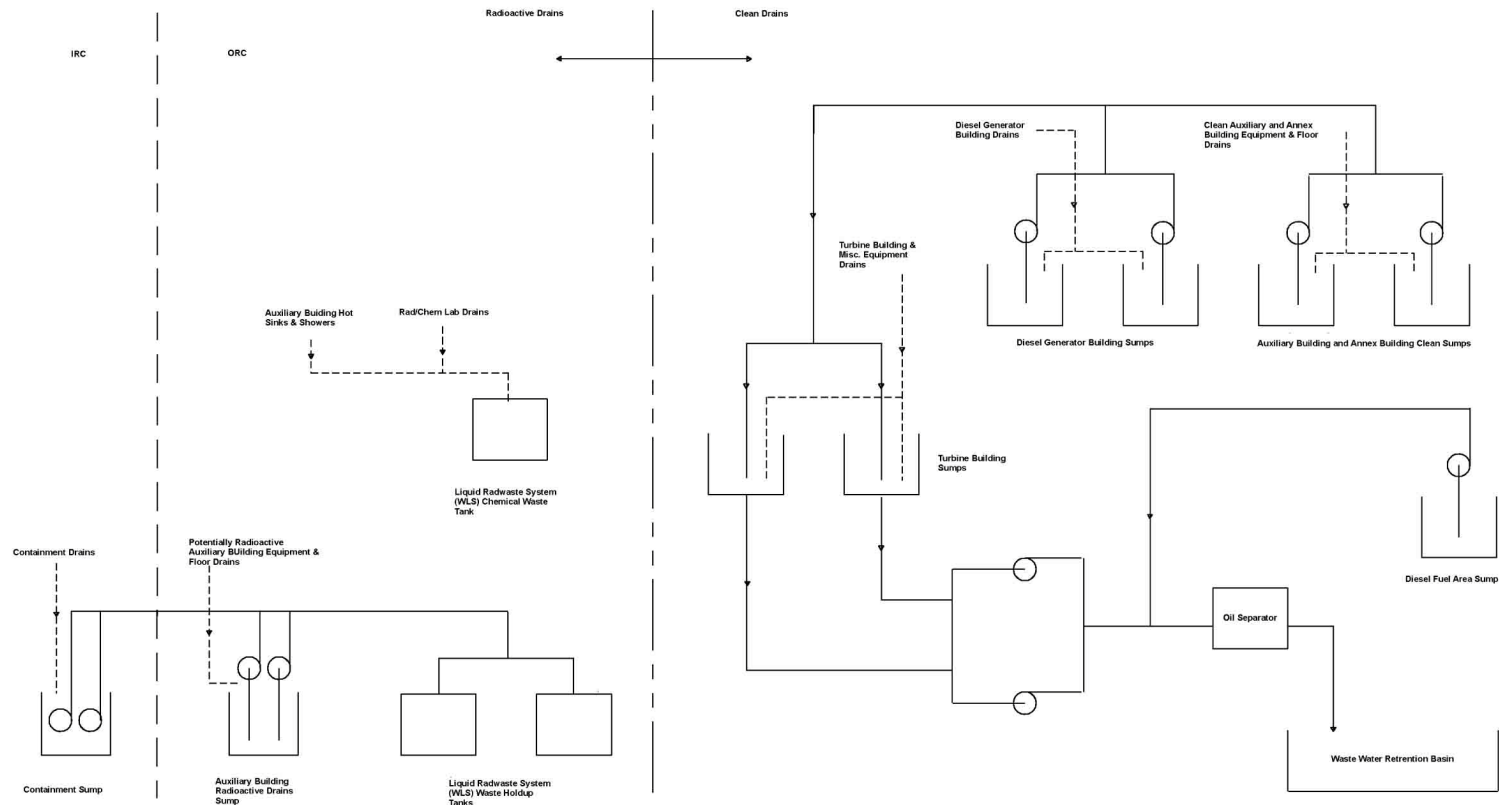 Radioactive Drains
Clean Drains
IRC
ORC
Diesel Generator
Building Drains
Clean Auxiliary and Annex
Building Equipment & Floor
Drains
Turbine Building &
Misc. Equipment
Drains
Auxiliary Buiding Hot
Sinks & Showers
Rad/Chem Lab Drains
Diesel Generator Building Sumps
Auxiliary Building and Annex Building Clean Sumps
Turbine Building
Sumps
Liquid Radwaste System
(WLS) Chemical Waste
Tank
Containment Drains
Potentially Radioactive
Auxiliary BUilding Equipment &
Floor Drains
Diesel Fuel Area Sump
Oil Separator
Waste Water Retrention Basin
Containment Sump
Auxiliary Building
Radioactive Drains
Sump
Liquid Radwaste System
(WLS) Waste Holdup
Tanks